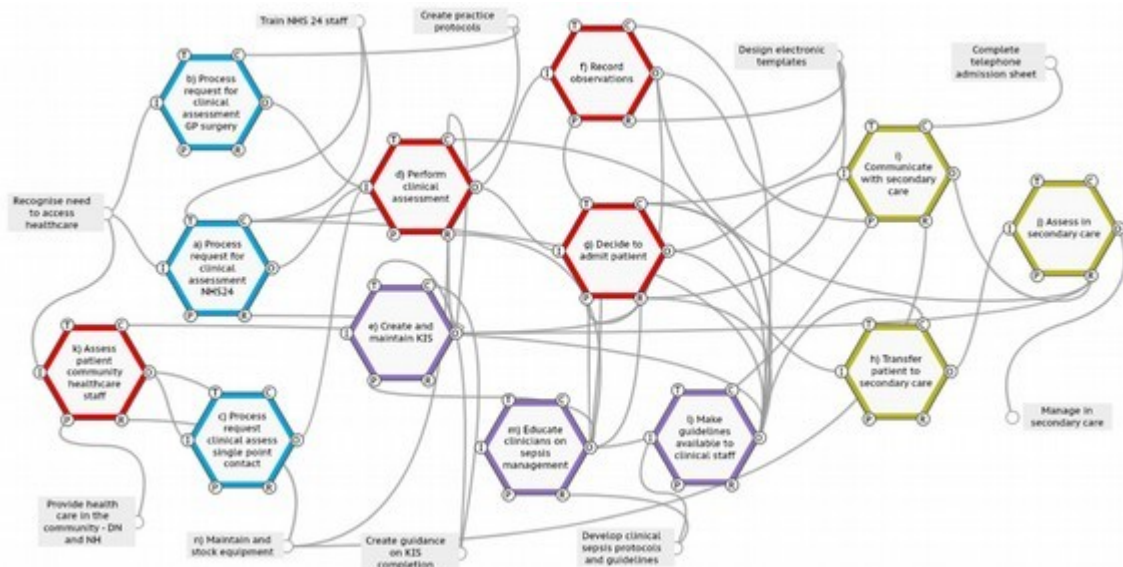 Train NHS 24 staff
Create practice
protocols
Design electronic
templates
Complete
telephone
admission sheet
b) Process
request for
clinical
assessment
GP surgery
f) Record
observations
i)
Communicate
with secondary
care
d) Perform
clinical
assessment
Recognise need
to access
healthcare
a) Process
request for
clinical
assessment
NHS24
g) Decide to
admit patient
j) Assess in
secondary care
e) Create and
maintain KIS
k) Assess
patient
community
healthcare
staff
h) Transfer
patient to
secondary care
c) Process
request
clinical assess
single point
contact
m) Educate
clinicians on
sepsis
management
l) Make
guidelines
available to
clinical staff
Manage in
secondary care
Provide health
care in the
community - DN
and NH
n) Maintain and
stock equipment
Create guidance
on KIS
completion
Develop clinical
sepsis protocols
and guidelines